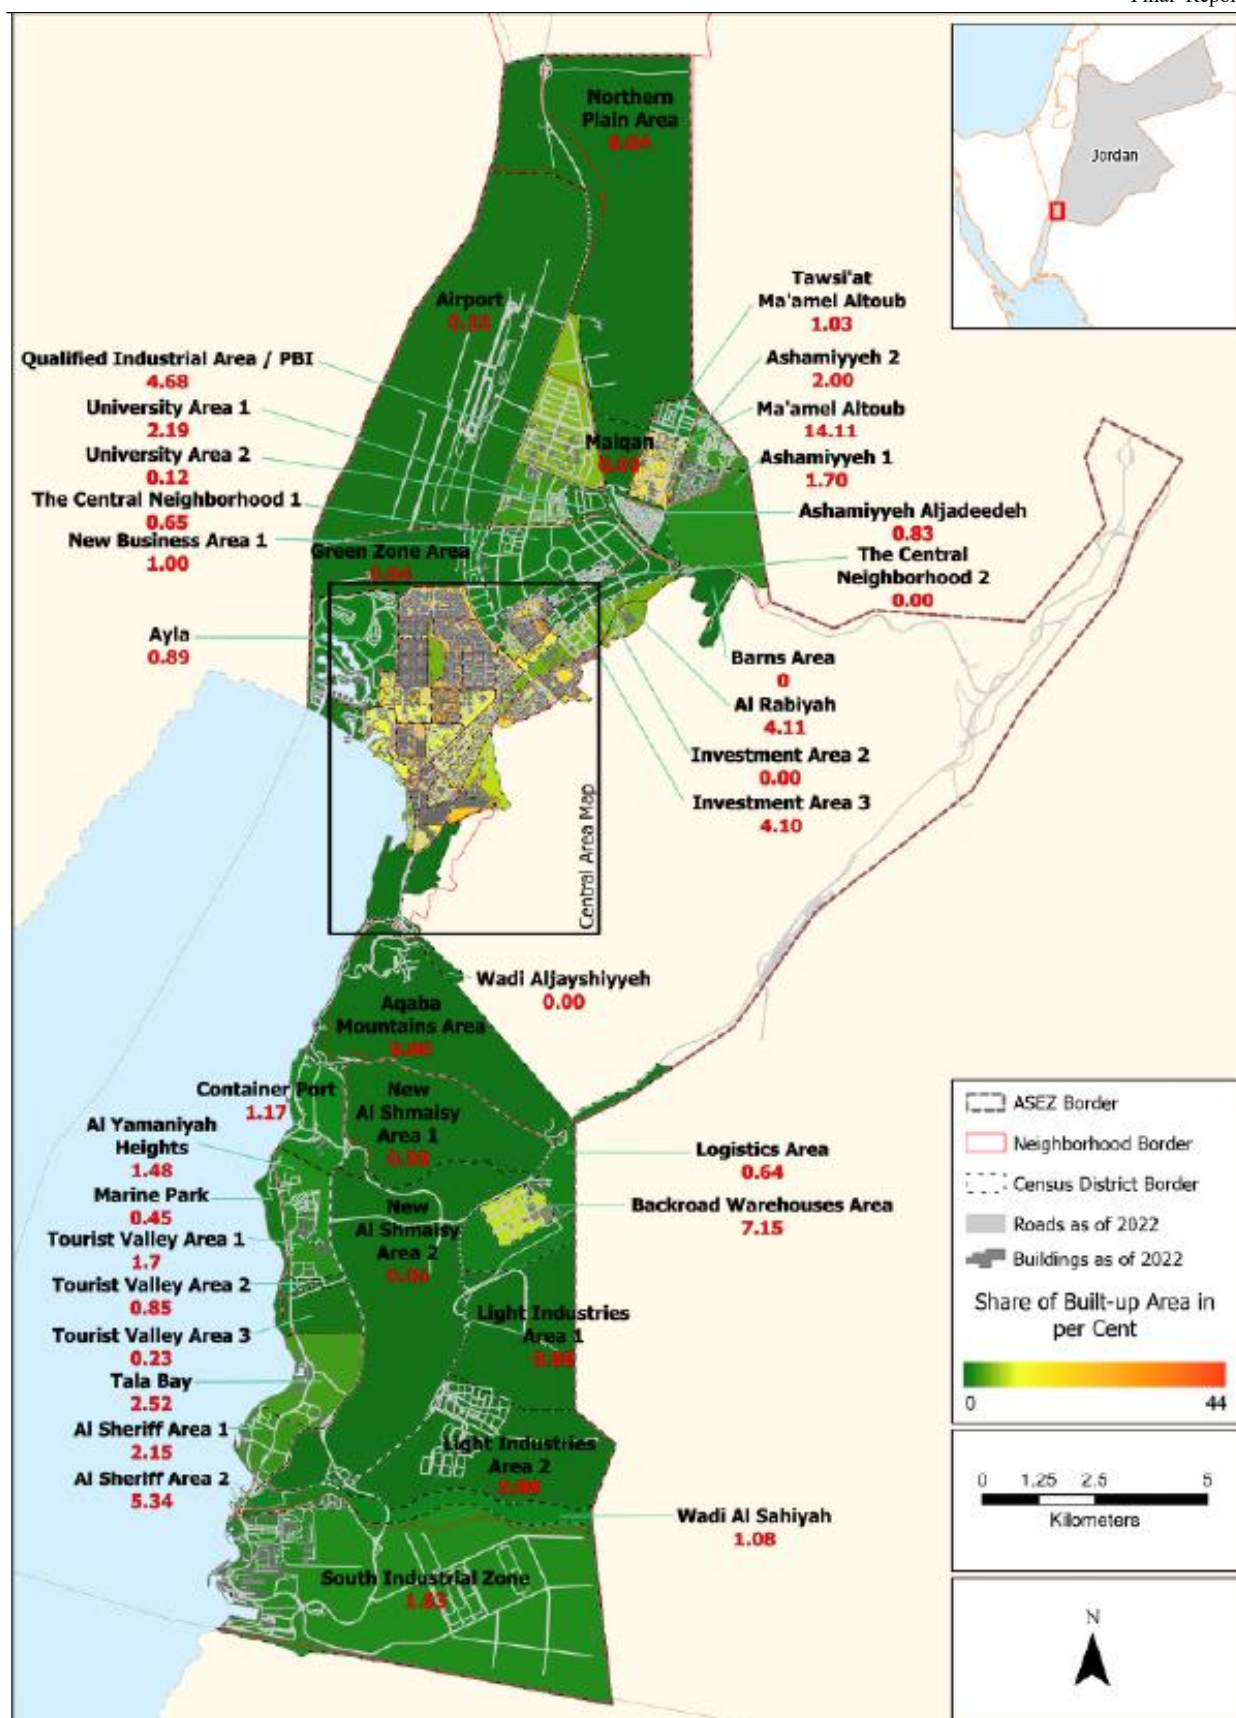 Northern
Plain Area
Jordan
Tawsi'at
Ma'amel Altoub
1.03
Airport
Qualified Industrial Area / PBI
4.68
Ashamiyyeh 2
2.00
University Area 1
2.19
Ma'amel Altoub
14.11
University Area 2
0.12
Malqan
0.00
Ashamiyyeh 1
1.70
The Central Neighborhood 1
0.65
Ashamiyyeh Aljadeedeh
0.83
New Business Area 1
1.00
Green Zone Area
0.04
The Central
Neighborhood 2
0.00
Ayla
0.89
Barns Area
0
Al Rabiyah
4.11
Investment Area 2
0.00
Investment Area 3
4.10
Central Area Map
Wadi Aljayshiyyeh
0.00
Aqaba
Mountains Area
Container Port
1.17
New
Al Shmaisy
Area 1
Al Yamaniyah
Heights
1.48
Logistics Area
0.64
Marine Park
0.45
New
Al Shmaisy
Area 2
Backroad Warehouses Area
7.15
Tourist Valley Area 1
1.7
Tourist Valley Area 2
0.85
Light Industries
Area 1
Tourist Valley Area 3
0.23
Tala Bay
2.52
Al Sheriff Area 1
2.15
Light Industries
Area 2
Al Sheriff Area 2
5.34
Wadi Al Sahiyah
1.08
South Industrial Zone
1.83
ASEZ Border
Neighborhood Border
Census District Border
Roads as of 2022
Buildings as of 2022
Share of Built-up Area in
per Cent
0 44
0 1.25 2.5 5
Kilometers
N